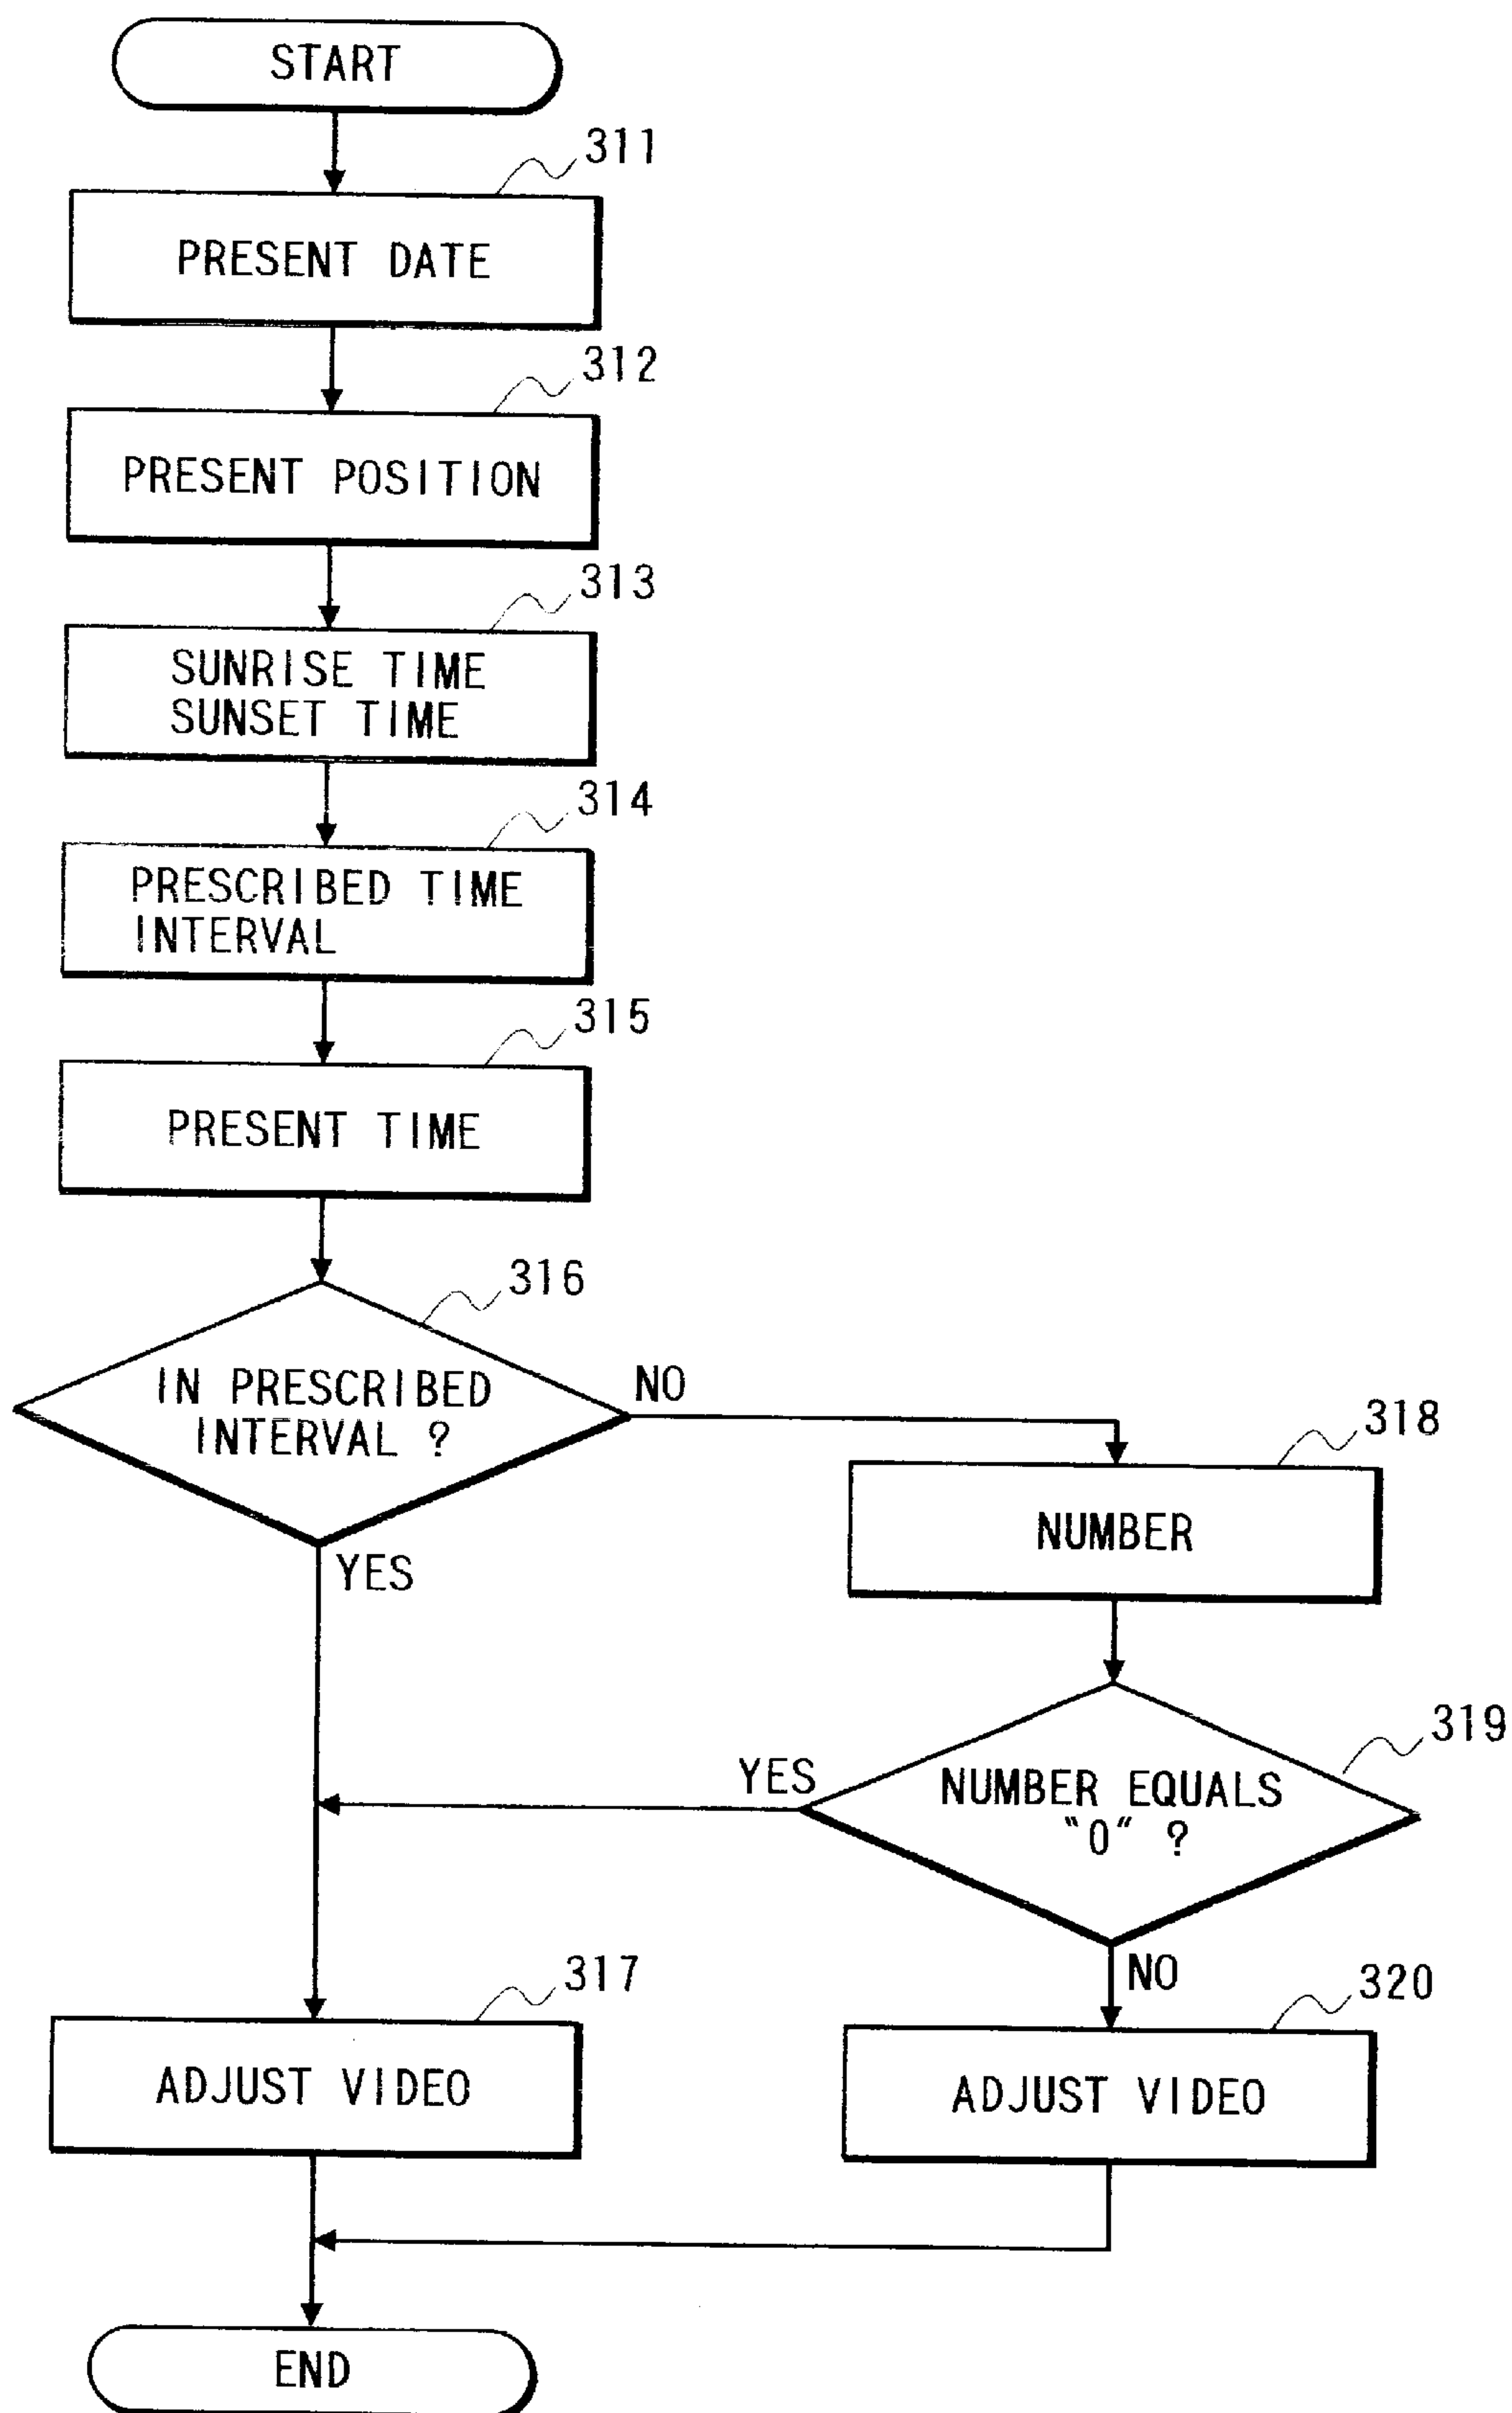 START
311
PRESENT DATE
312
PRESENT POSITION
313
SUNRISE TIME
SUNSET TIME
314
PRESCRIBED TIME
INTERVAL
315
PRESENT TIME
316
IN PRESCRIBED
INTERVAL ?
NO
YES
318
NUMBER
319
NUMBER EQUALS
"0" ?
YES
NO
317
ADJUST VIDEO
320
ADJUST VIDEO
END